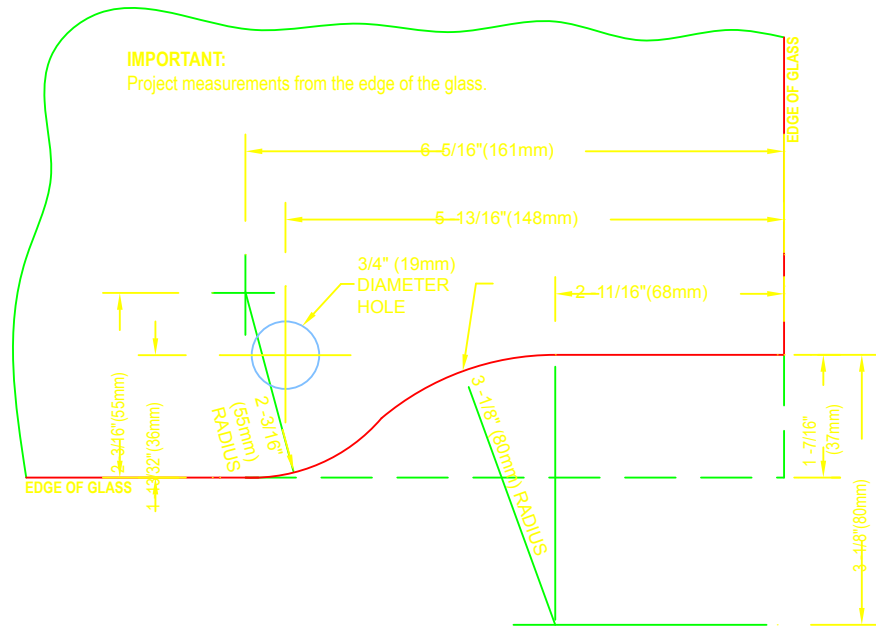 IMPORTANT:
Project measurements from the edge of the glass.
EDGE OF GLASS
6 -5/16"(161mm)
5 -13/16"(148mm)
3/4" (19mm)
DIAMETER
HOLE
2 -11/16"(68mm)
2 -3/16"(55mm)
1 -13/32"(36mm)
2 -3/16"
(55mm)
RADIUS
3 -1/8" (80mm) RADIUS
1 -7/16"
(37mm)
3 -1/8"(80mm)
EDGE OF GLASS